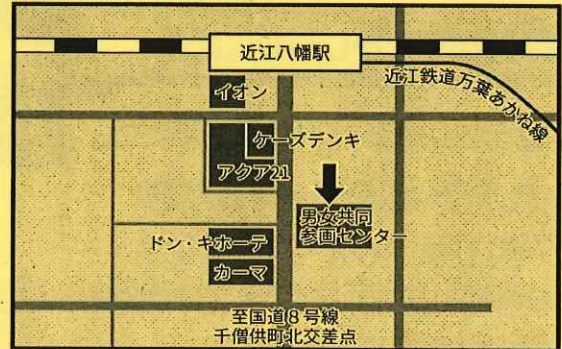 近江八幡駅
近江鉄道万葉あかね線
イオン
ケーズデンキ
アクア21
男女共同
参画センター
ドン・キホーテ
カーマ
至国道8号線
千僧供町北交差点